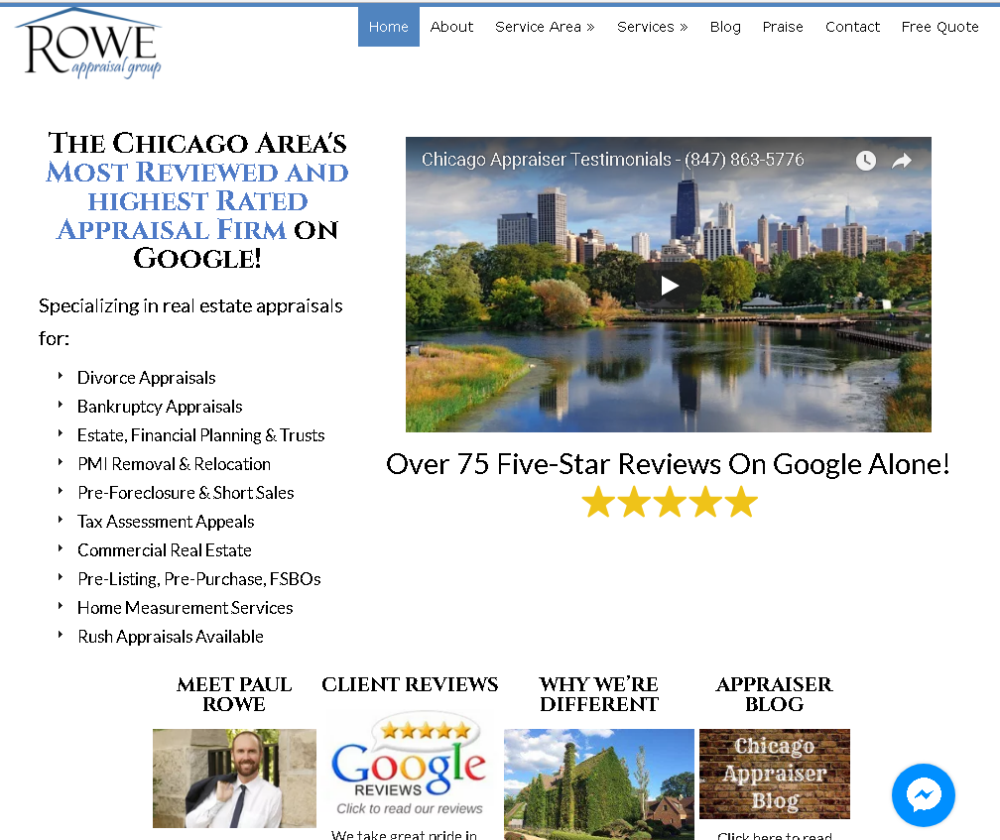 ROWE
appraisal group
Home About Service Area » Services » Blog Praise Contact Free Quote
The Chicago Area's
Most Reviewed and
highest Rated
Appraisal Firm on
Google!
Specializing in real estate appraisals
for:
Divorce Appraisals
Bankruptcy Appraisals
Estate, Financial Planning & Trusts
PMI Removal & Relocation
Pre-Foreclosure & Short Sales
Tax Assessment Appeals
Commercial Real Estate
Pre-Listing, Pre-Purchase, FSBOs
Home Measurement Services
Rush Appraisals Available
Chicago Appraiser Testimonials - (847) 863-5776
Over 75 Five-Star Reviews On Google Alone!
MEET PAUL
ROWE
CLIENT REVIEWS
Google
REVIEWS
Click to read our reviews
We take great pride in
WHY WE'RE
DIFFERENT
APPRAISER
BLOG
Chicago
Appraiser
Blog
Click here to read